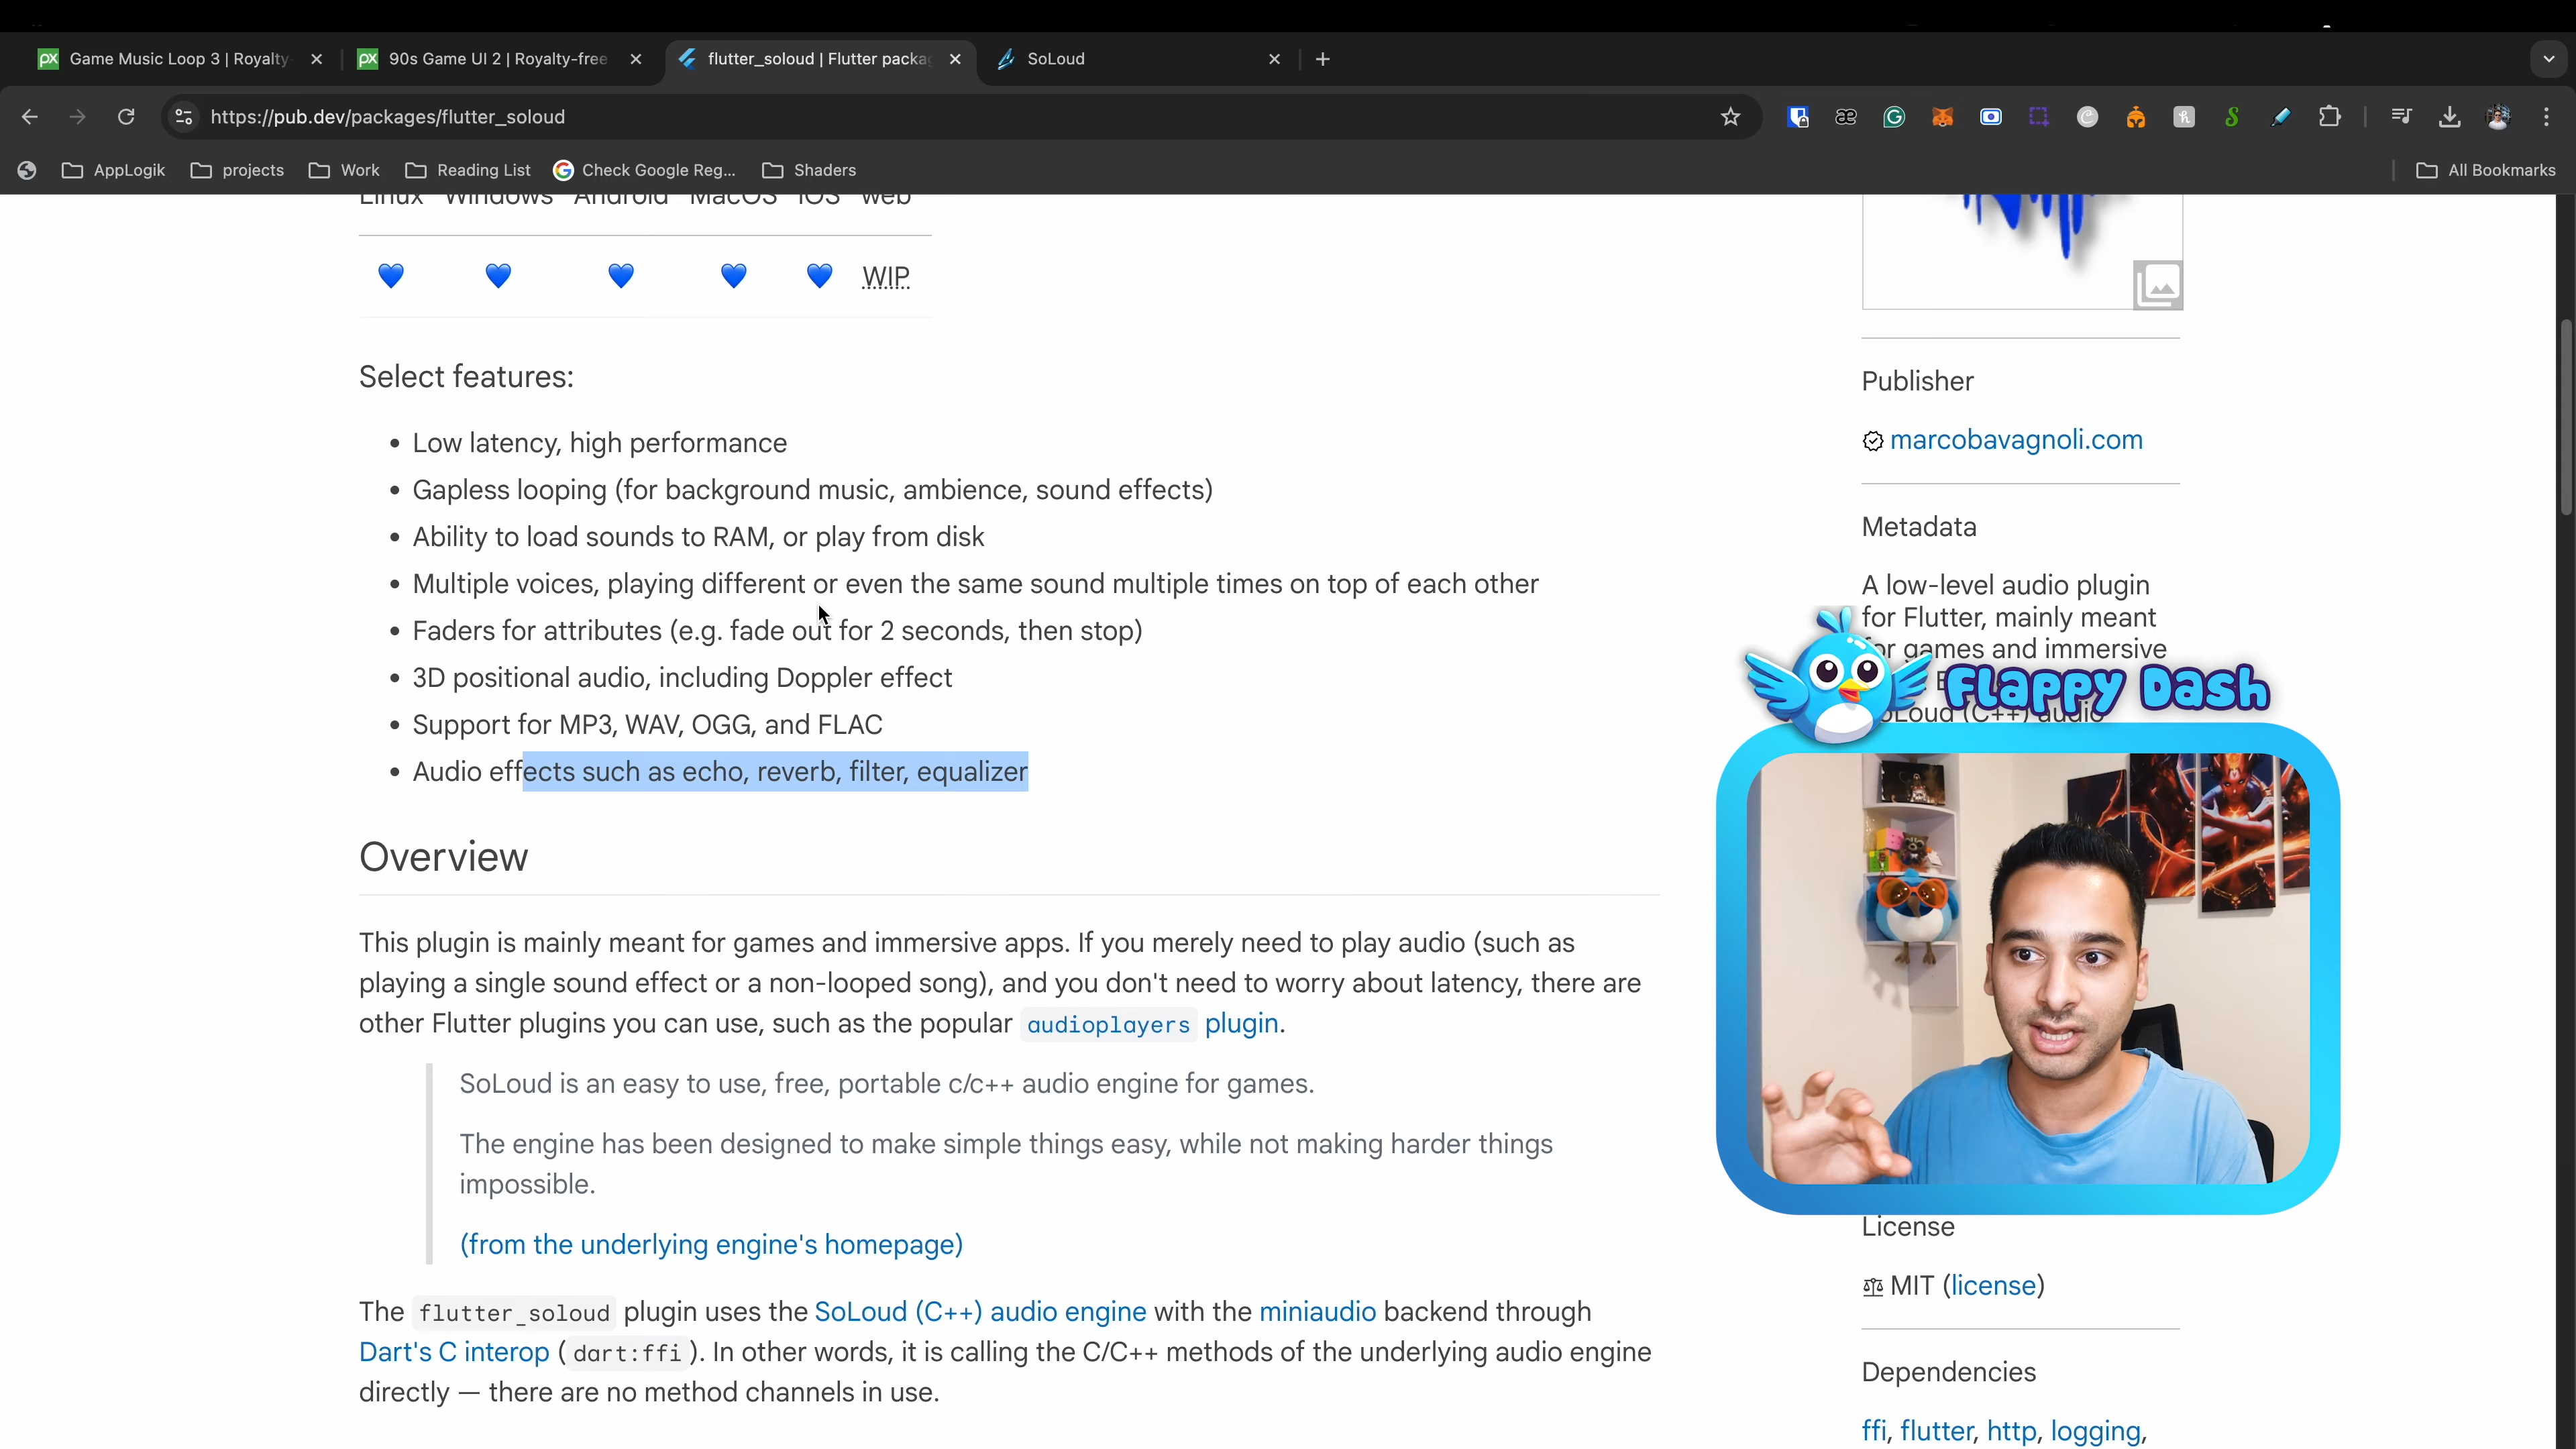 Game Music Loop 3 | Royalty
90s Game UI 2 | Royalty-free
flutter_soloud | Flutter packa
SoLoud
https://pub.dev/packages/flutter_soloud
AppLogik
projects
Work
Reading List
Check Google Reg...
Shaders
All Bookmarks
Linux Windows Android MacOS iOS web
WIP
Select features:
• Low latency, high performance
• Gapless looping (for background music, ambience, sound effects)
• Ability to load sounds to RAM, or play from disk
• Multiple voices, playing different or even the same sound multiple times on top of each other
• Faders for attributes (e.g. fade out for 2 seconds, then stop)
• 3D positional audio, including Doppler effect
• Support for MP3, WAV, OGG, and FLAC
• Audio effects such as echo, reverb, filter, equalizer
Overview
This plugin is mainly meant for games and immersive apps. If you merely need to play audio (such as
playing a single sound effect or a non-looped song), and you don't need to worry about latency, there are
other Flutter plugins you can use, such as the popular audioplayers plugin.
SoLoud is an easy to use, free, portable c/c++ audio engine for games.
The engine has been designed to make simple things easy, while not making harder things
impossible.
(from the underlying engine's homepage)
The flutter_soloud plugin uses the SoLoud (C++) audio engine with the miniaudio backend through
Dart's C interop (dart:ffi). In other words, it is calling the C/C++ methods of the underlying audio engine
directly — there are no method channels in use.
Publisher
marcobavagnoli.com
Metadata
A low-level audio plugin
for Flutter, mainly meant
for games and immersive
Flappy Dash
SoLoud (C++) audio
License
MIT (license)
Dependencies
ffi, flutter, http, logging,